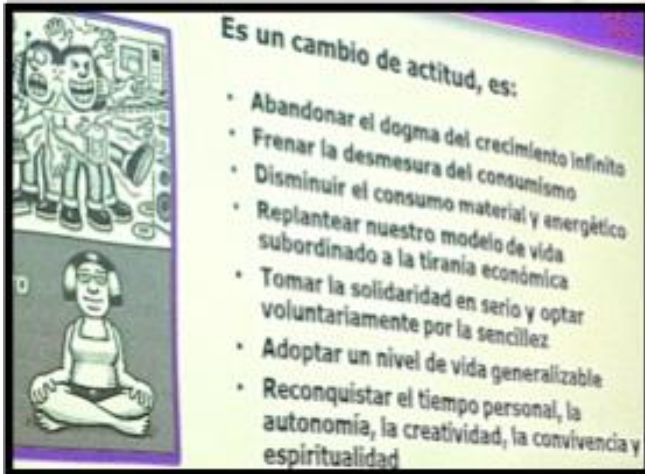 Es un cambio de actitud, es:
· Abandonar el dogma del crecimiento infinito
· Frenar la desmesura del consumismo
· Disminuir el consumo material y energético
· Replantear nuestro modelo de vida
subordinado a la tiranía económica
· Tomar la solidaridad en serio y optar
voluntariamente por la sencillez
· Adoptar un nivel de vida generalizable
· Reconquistar el tiempo personal, la
autonomía, la creatividad, la convivencia y
espiritualidad